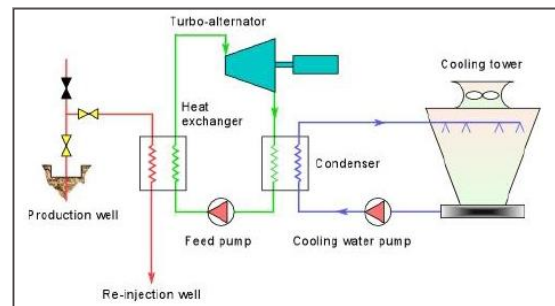 Turbo-alternator
Cooling tower
Heat
exchanger
Condenser
Production well
Feed pump
Cooling water pump
Re-injection well